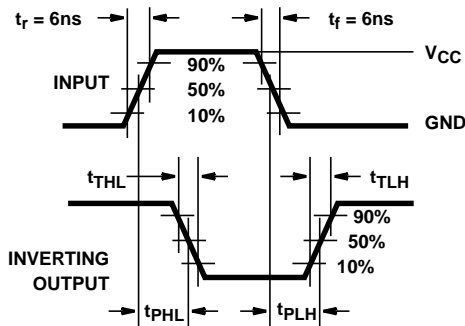 tr = 6ns
tf = 6ns
VCC
90%
INPUT
50%
10%
GND
tTHL
tTLH
90%
50%
INVERTING
OUTPUT
10%
tPHL
tPLH